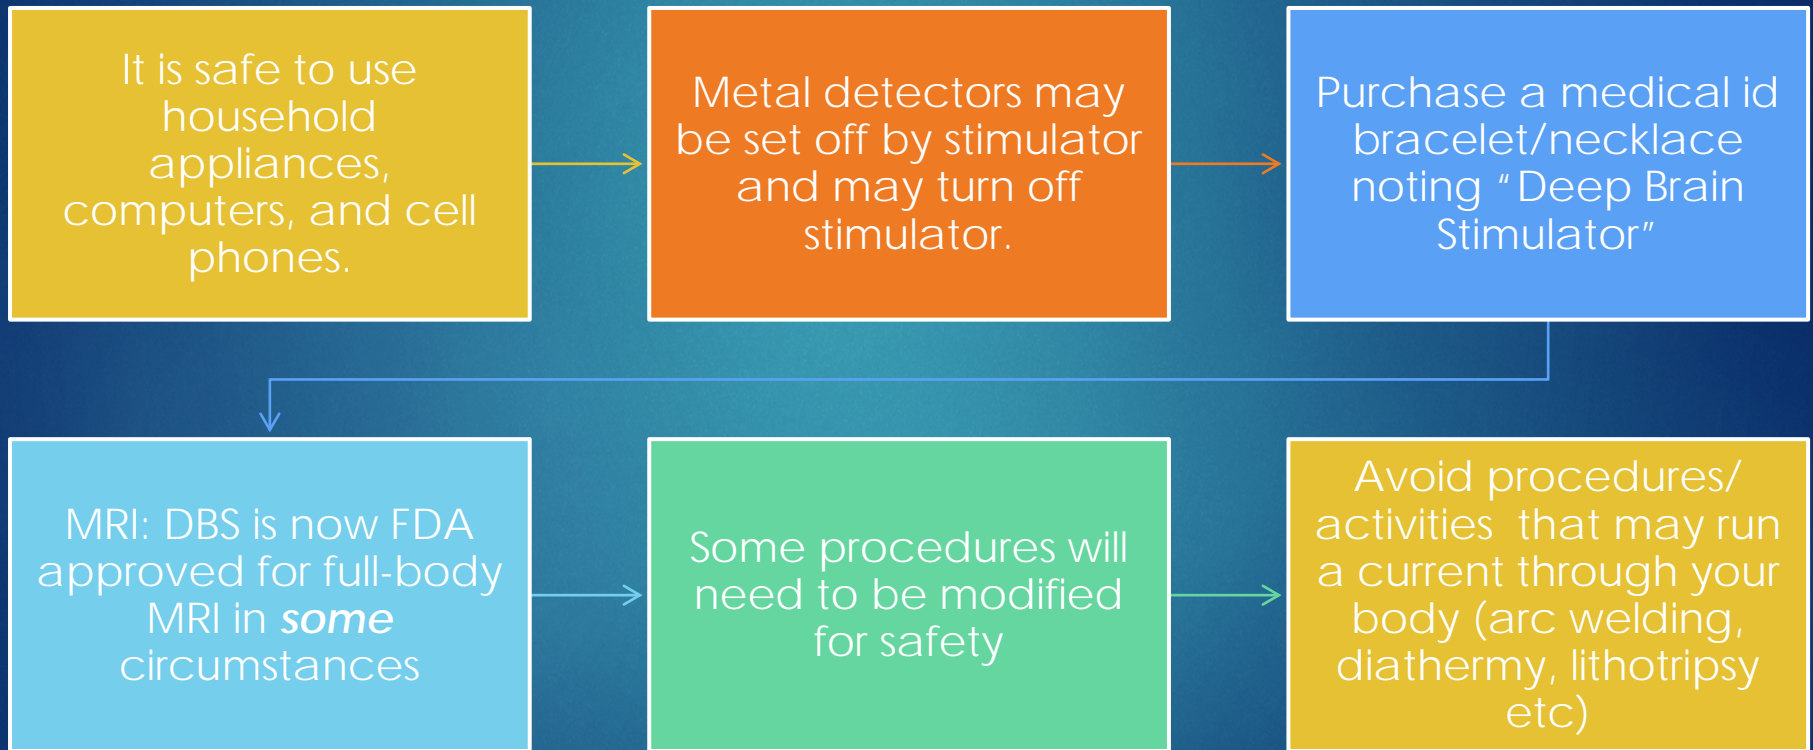 It is safe to use
household
appliances,
computers, and cell
phones.
Metal detectors may
be set off by stimulator
and may turn off
stimulator.
Purchase a medical id
bracelet/necklace
noting “Deep Brain
Stimulator”
MRI: DBS is now FDA
approved for full-body
MRI in some
circumstances
Some procedures will
need to be modified
for safety
Avoid procedures/
activities that may run
a current through your
body (arc welding,
diathermy, lithotripsy
etc)